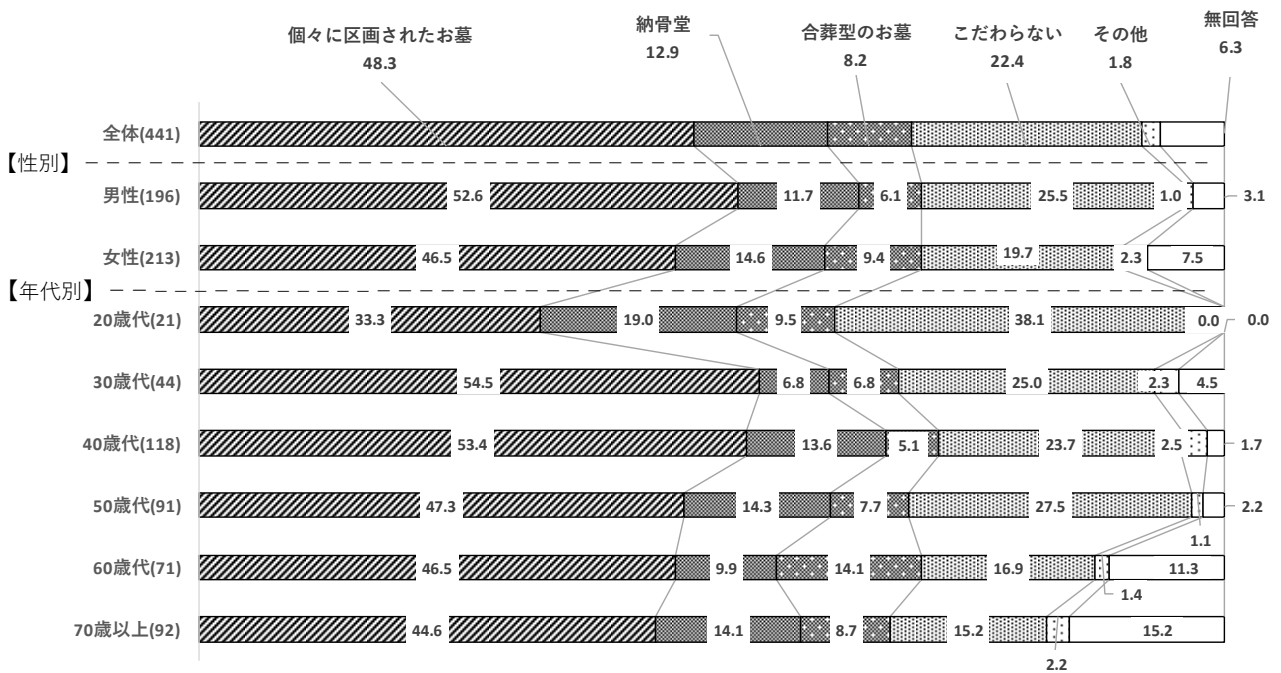 個々に区画されたお墓
48.3
納骨堂
12.9
合葬型のお墓
8.2
こだわらない
22.4
その他
1.8
無回答
6.3
全体(441)
【性別】
男性(196) 52.6 11.7 6.1 25.5 1.0 3.1
女性(213) 46.5 14.6 9.4 19.7 2.3 7.5
【年代別】
20歳代(21) 33.3 19.0 9.5 38.1 0.0 0.0
30歳代(44) 54.5 6.8 6.8 25.0 2.3 4.5
40歳代(118) 53.4 13.6 5.1 23.7 2.5 1.7
50歳代(91) 47.3 14.3 7.7 27.5 1.1 2.2
60歳代(71) 46.5 9.9 14.1 16.9 1.4 11.3
70歳以上(92) 44.6 14.1 8.7 15.2 2.2 15.2